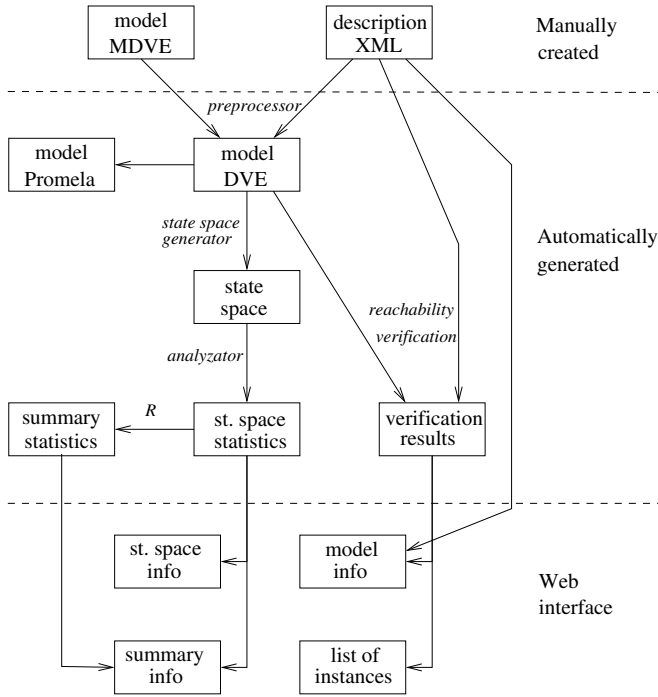 model
MDVE
description
XML
Manually
created
preprocessor
model
Promela
model
DVE
state space
generator
Automatically
generated
state
space
reachability
verification
analyzator
summary
statistics
R
st. space
statistics
verification
results
st. space
info
model
info
Web
interface
summary
info
list of
instances